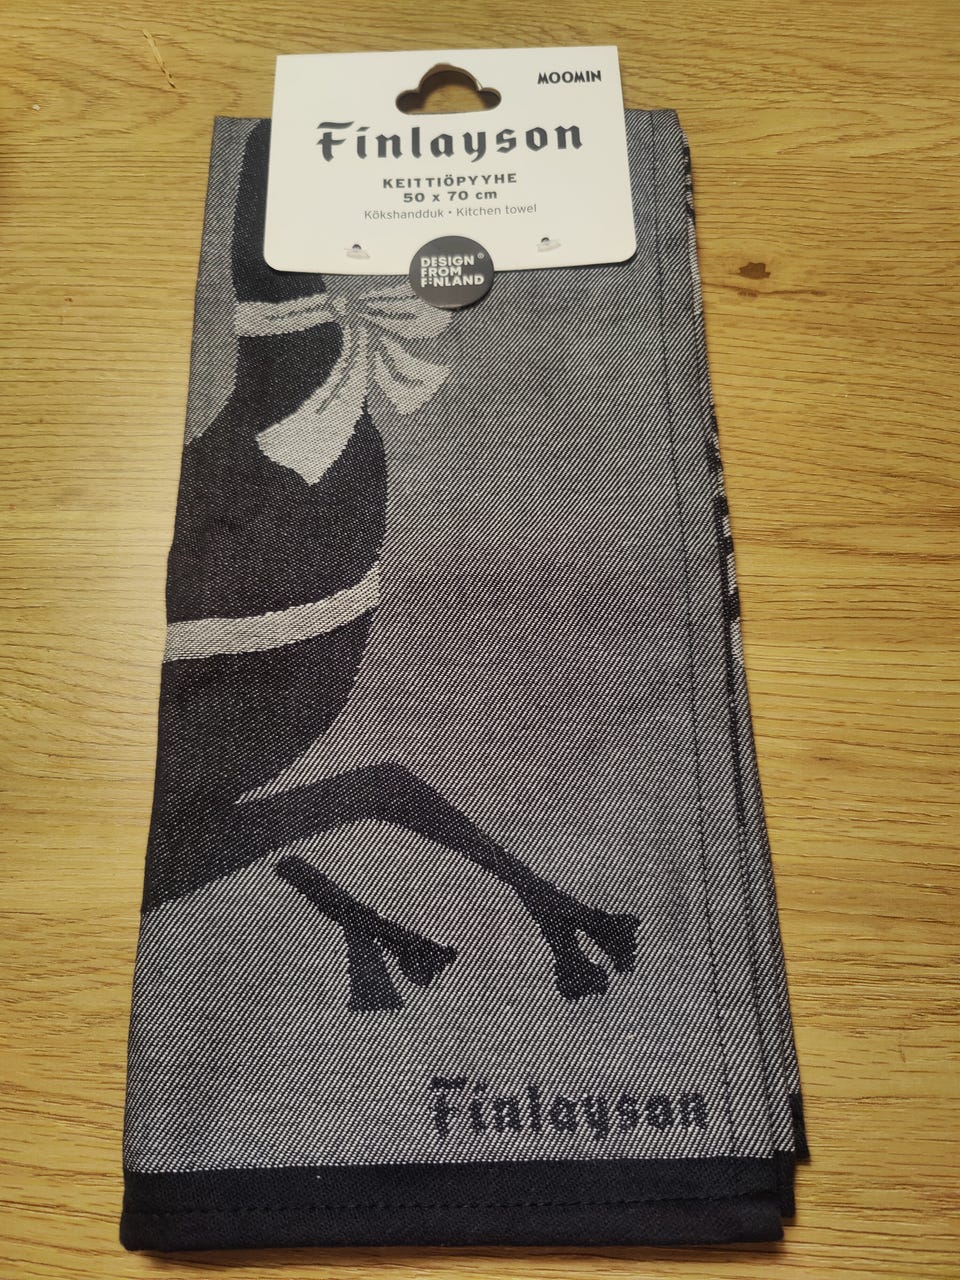 MOOMIN
Finlayson
KEITTIÖPYYHE
50 x 70 cm
Kökshandduk • Kitchen towel
DESIGN ®
FROM
FINLAND
Finlayson